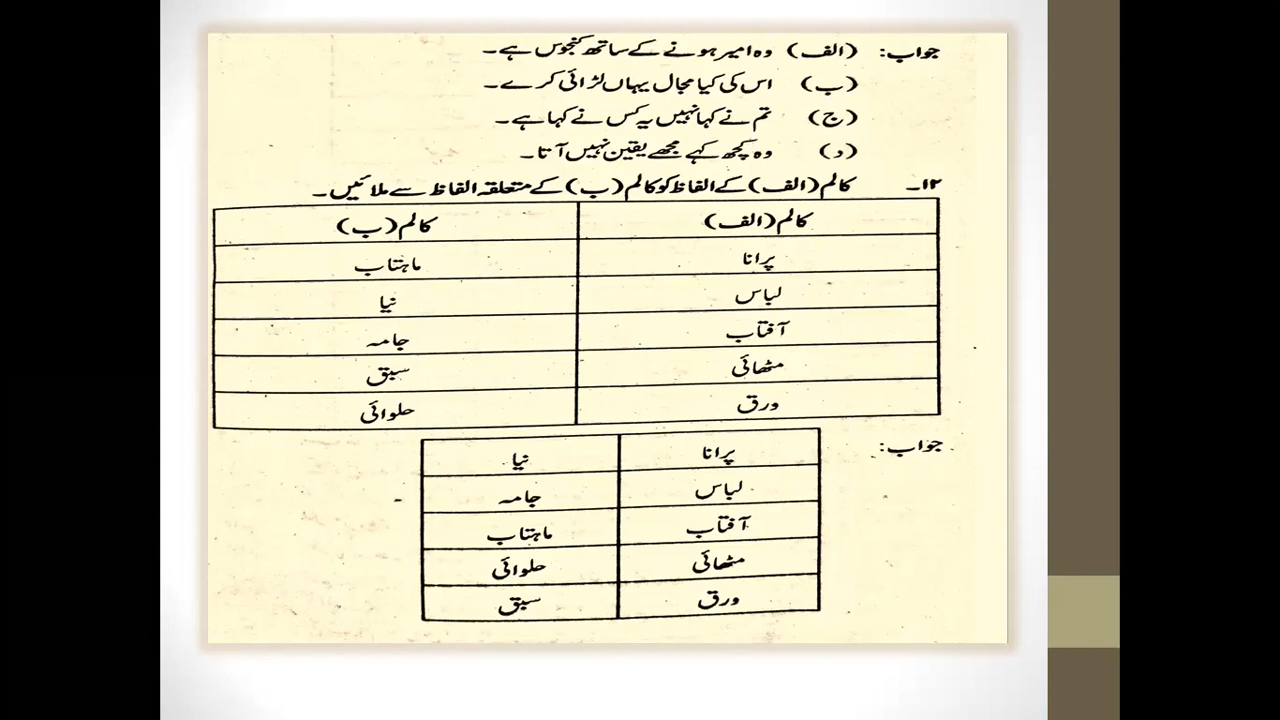 جواب: (الف) وہ امیر ہونے کے ساتھ کنجوس ہے۔
(ب) اس کی کیا مجال یہاں لڑائی کرے۔
(ج) تم نے کہا نہیں یہ کس نے کہا ہے۔
(د) وہ کچھ کہے مجھے یقین نہیں آتا۔
۱۲۔ کالم (الف) کے الفاظ کو کالم (ب) کے متعلقہ الفاظ سے ملائیں۔
کالم (الف) کالم (ب)
پرانا ماہتاب
لباس نیا
آفتاب جامہ
مٹھائی سبق
ورق حلوائی
جواب:
پرانا نیا
لباس جامہ
آفتاب ماہتاب
مٹھائی حلوائی
ورق سبق